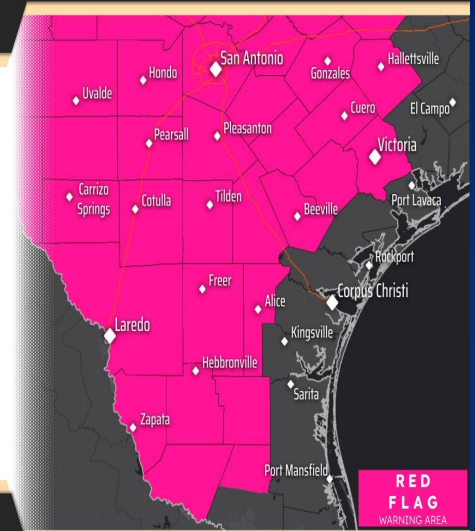 San Antonio
Hondo
Gonzales
Hallettsville
Uvalde
Cuero
El Campo
Pearsall
Pleasanton
Victoria
Carrizo
Springs
Cotulla
Tilden
Beeville
Port Lavaca
Rockport
Freer
Alice
Corpus Christi
Laredo
Kingsville
Hebbronville
Sarita
Zapata
Port Mansfield
RED
FLAG
WARNING AREA